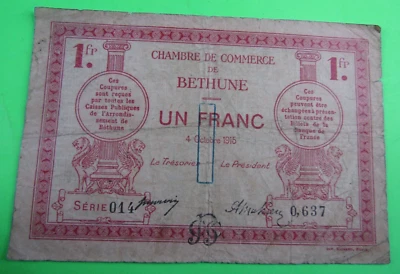 1.fr
CHAMBRE DE COMMERCE
DE
BETHUNE
1.fr
Ces
Coupures
sont reçues
par toutes les
Caisses Publiques
de l'Arrondis-
sement de
Béthune
UN FRANC
4 Octobre 1915
Le Trésorier
Le Président
Ces
Coupures
peuvent être
échangées présen-
tation contre des
Billets de la
Banque de
France
SÉRIE 014
0,637